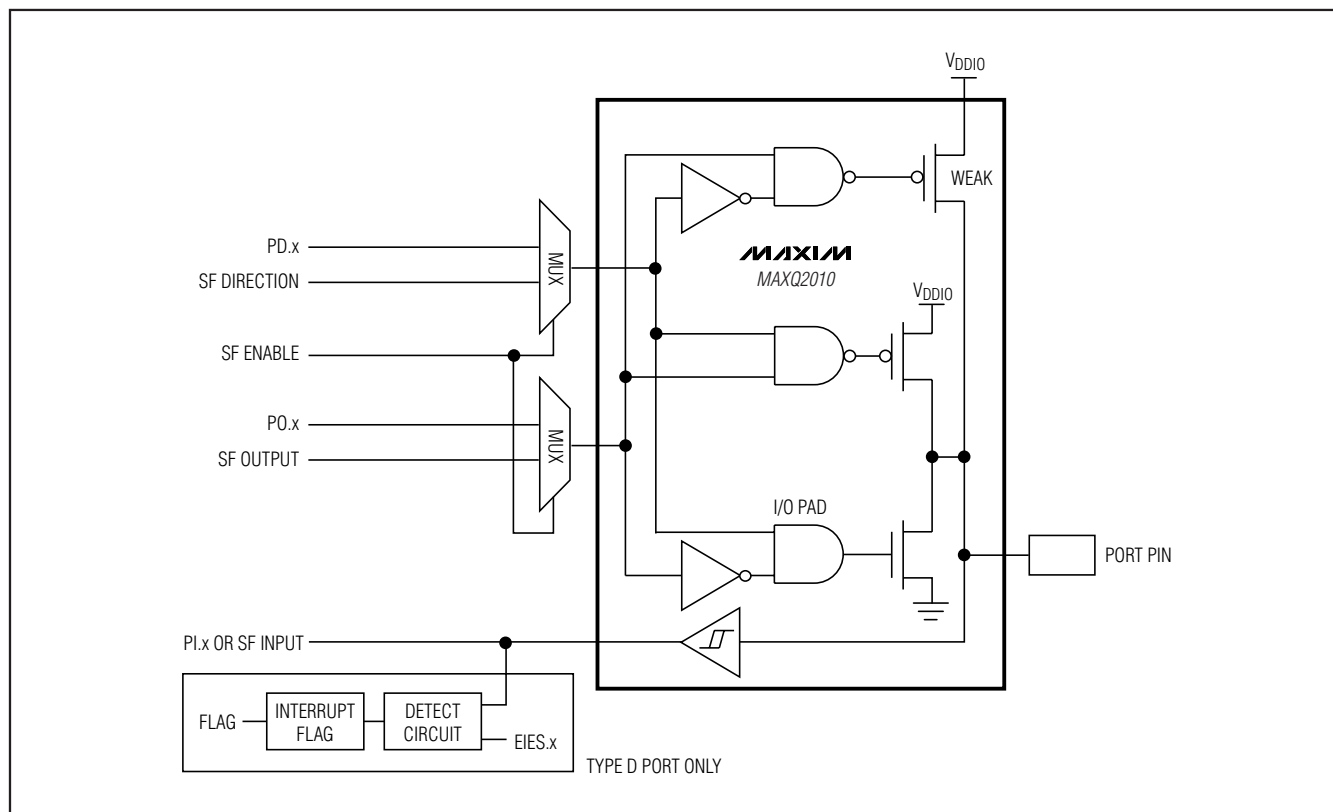 VDDIO
WEAK
PD.x
MUX
MAXIM
MAXQ2010
SF DIRECTION
VDDIO
SF ENABLE
PO.x
MUX
SF OUTPUT
I/O PAD
PORT PIN
PI.x OR SF INPUT
FLAG
INTERRUPT
FLAG
DETECT
CIRCUIT
EIES.x
TYPE D PORT ONLY